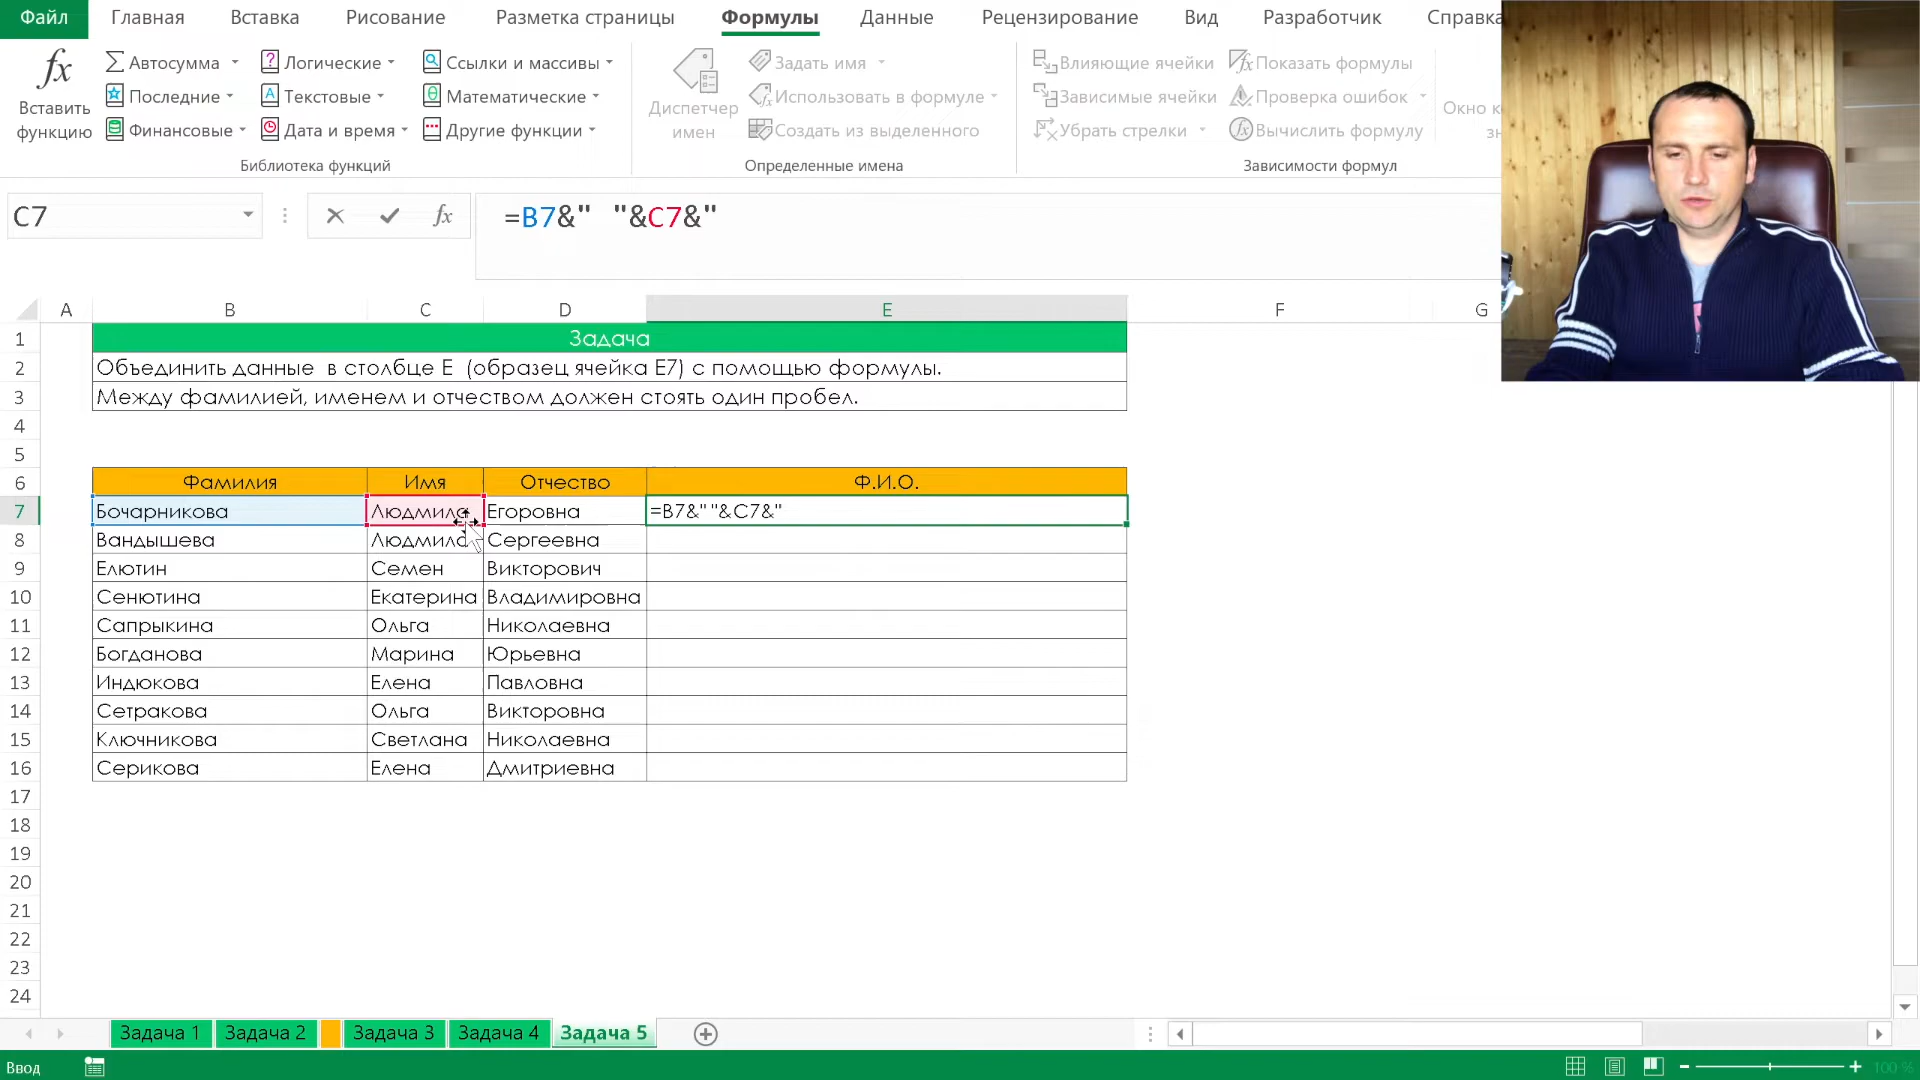 Файл Главная Вставка Рисование Разметка страницы Формулы Данные Рецензирование Вид Разработчик Справка
fx Σ Автосумма Логические Ссылки и массивы Задать имя Влияющие ячейки Показать формулы
Вставить функцию Последние Текстовые Математические Диспетчер имен Использовать в формуле Зависимые ячейки Проверка ошибок Окно
Финансовые Дата и время Другие функции Создать из выделенного Убрать стрелки Вычислить формулу
Библиотека функций Определенные имена Зависимости формул
C7 fx =B7&" "&C7&"
A B C D E F G
1 Задача
2 Объединить данные в столбце Е (образец ячейка Е7) с помощью формулы.
3 Между фамилией, именем и отчеством должен стоять один пробел.
4
5
6 Фамилия Имя Отчество Ф.И.О.
7 Бочарникова Людмила Егоровна =B7&" "&C7&"
8 Вандышева Людмила Сергеевна
9 Елютин Семен Викторович
10 Сенютина Екатерина Владимировна
11 Сапрыкина Ольга Николаевна
12 Богданова Марина Юрьевна
13 Индюкова Елена Павловна
14 Сетракова Ольга Викторовна
15 Ключникова Светлана Николаевна
16 Серикова Елена Дмитриевна
17
18
19
20
21
22
23
24
Задача 1 Задача 2 Задача 3 Задача 4 Задача 5
Ввод 100 %